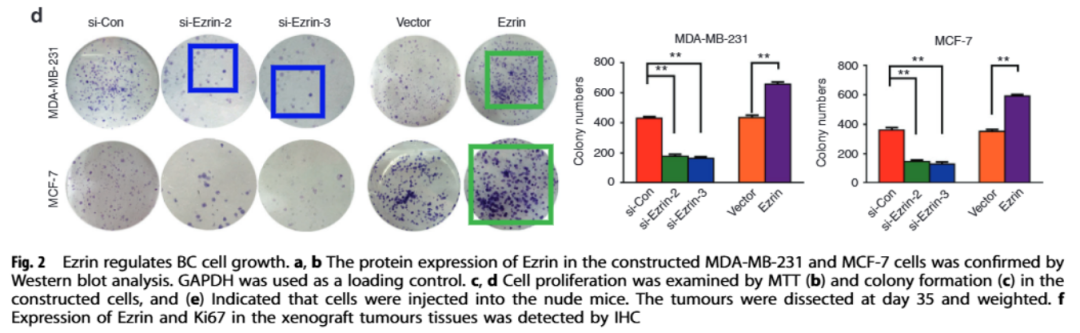 d
si-Con si-Ezrin-2 si-Ezrin-3 Vector Ezrin
MDA-MB-231
MCF-7
MDA-MB-231
Colony numbers
800
600
400
200
0
**
**
**
si-Con
si-Ezrin-2
si-Ezrin-3
Vector
Ezrin
MCF-7
Colony numbers
800
600
400
200
0
**
**
**
si-Con
si-Ezrin-2
si-Ezrin-3
Vector
Ezrin
Fig. 2 Ezrin regulates BC cell growth. a, b The protein expression of Ezrin in the constructed MDA-MB-231 and MCF-7 cells was confirmed by
Western blot analysis. GAPDH was used as a loading control. c, d Cell proliferation was examined by MTT (b) and colony formation (c) in the
constructed cells, and (e) Indicated that cells were injected into the nude mice. The tumours were dissected at day 35 and weighted. f
Expression of Ezrin and Ki67 in the xenograft tumours tissues was detected by IHC